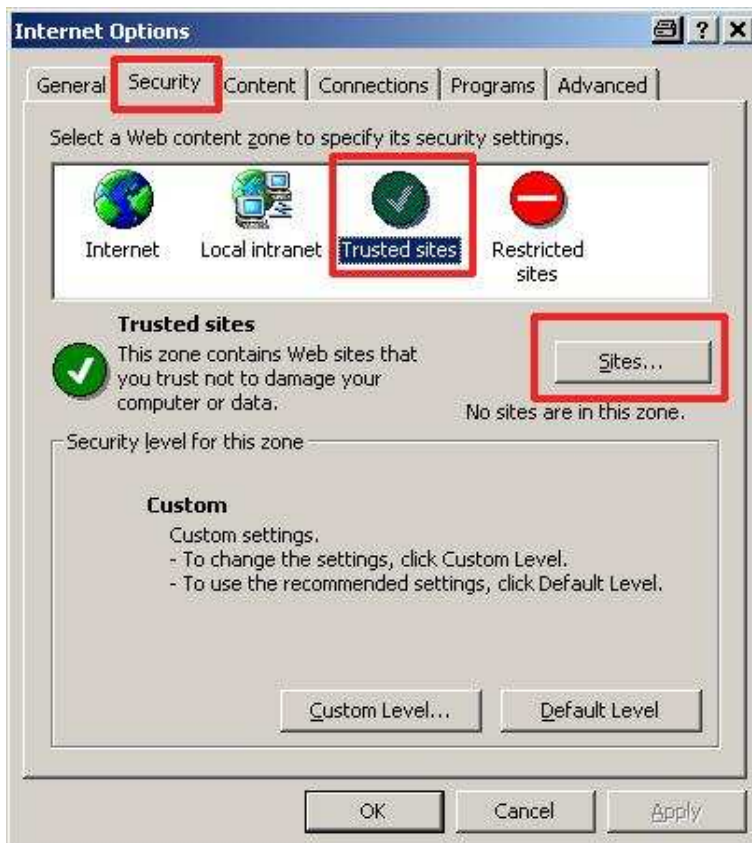 Internet Options
General Security Content Connections Programs Advanced
Select a Web content zone to specify its security settings.
Internet Local intranet Trusted sites Restricted
sites
Trusted sites
This zone contains Web sites that
you trust not to damage your
computer or data.
Sites...
No sites are in this zone.
Security level for this zone
Custom
Custom settings.
- To change the settings, click Custom Level.
- To use the recommended settings, click Default Level.
Custom Level... Default Level
OK Cancel Apply